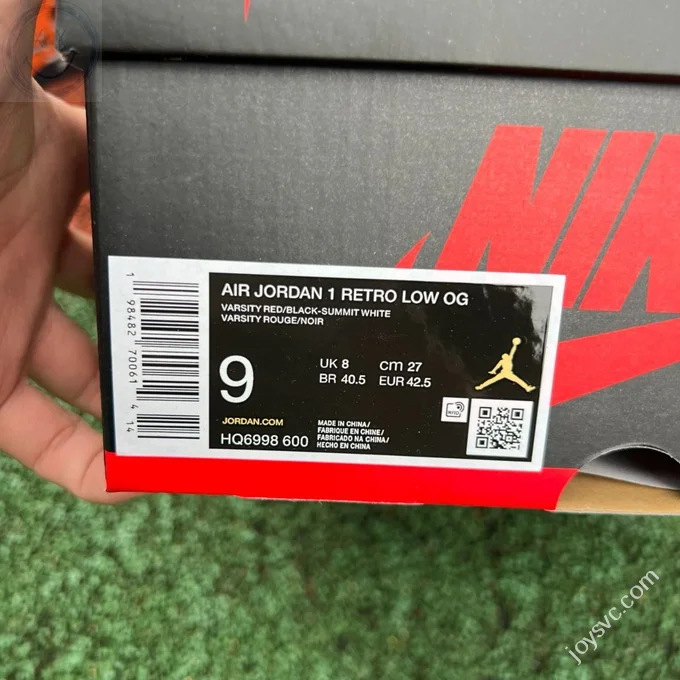 NIKE
AIR JORDAN 1 RETRO LOW OG
VARSITY RED/BLACK-SUMMIT WHITE
VARSITY ROUGE/NOIR
9
UK 8 cm 27
BR 40.5 EUR 42.5
JORDAN.COM
HQ6998 600
MADE IN CHINA/
FABRIQUE EN CHINE/
FABRICADO NA CHINA/
HECHO EN CHINA
RFID
1 98482 70061 4 14
joysvc.com